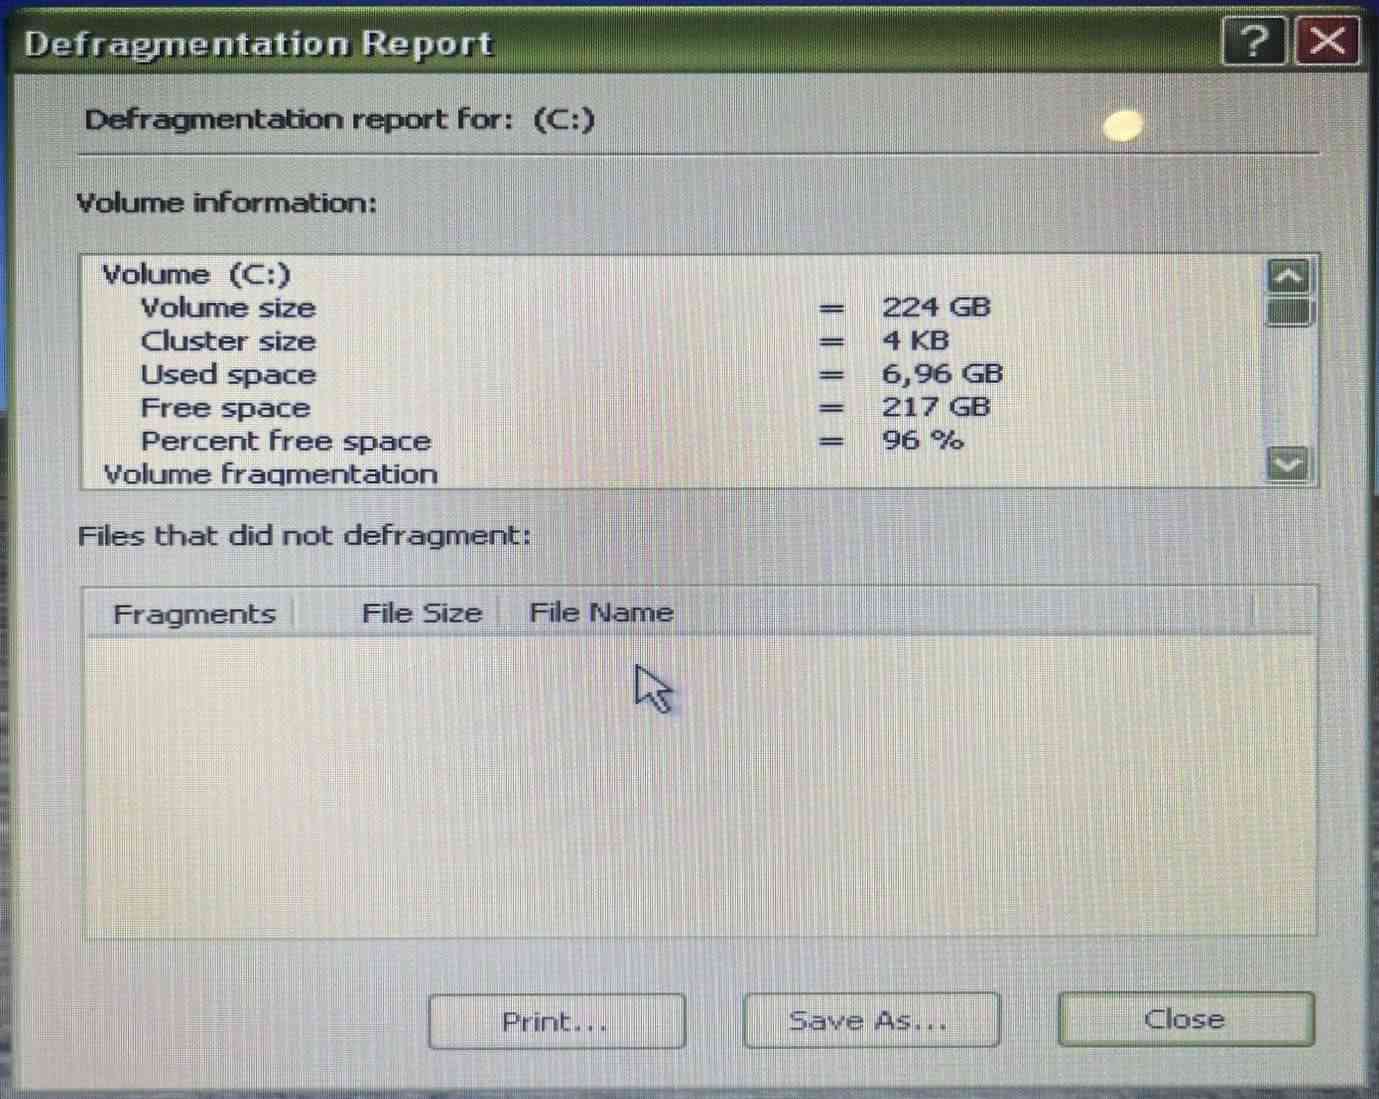 Defragmentation Report
Defragmentation report for: (C:)
Volume information:
Volume (C:)
Volume size = 224 GB
Cluster size = 4 KB
Used space = 6,96 GB
Free space = 217 GB
Percent free space = 96 %
Volume fragmentation
Files that did not defragment:
Fragments File Size File Name
Print... Save As... Close